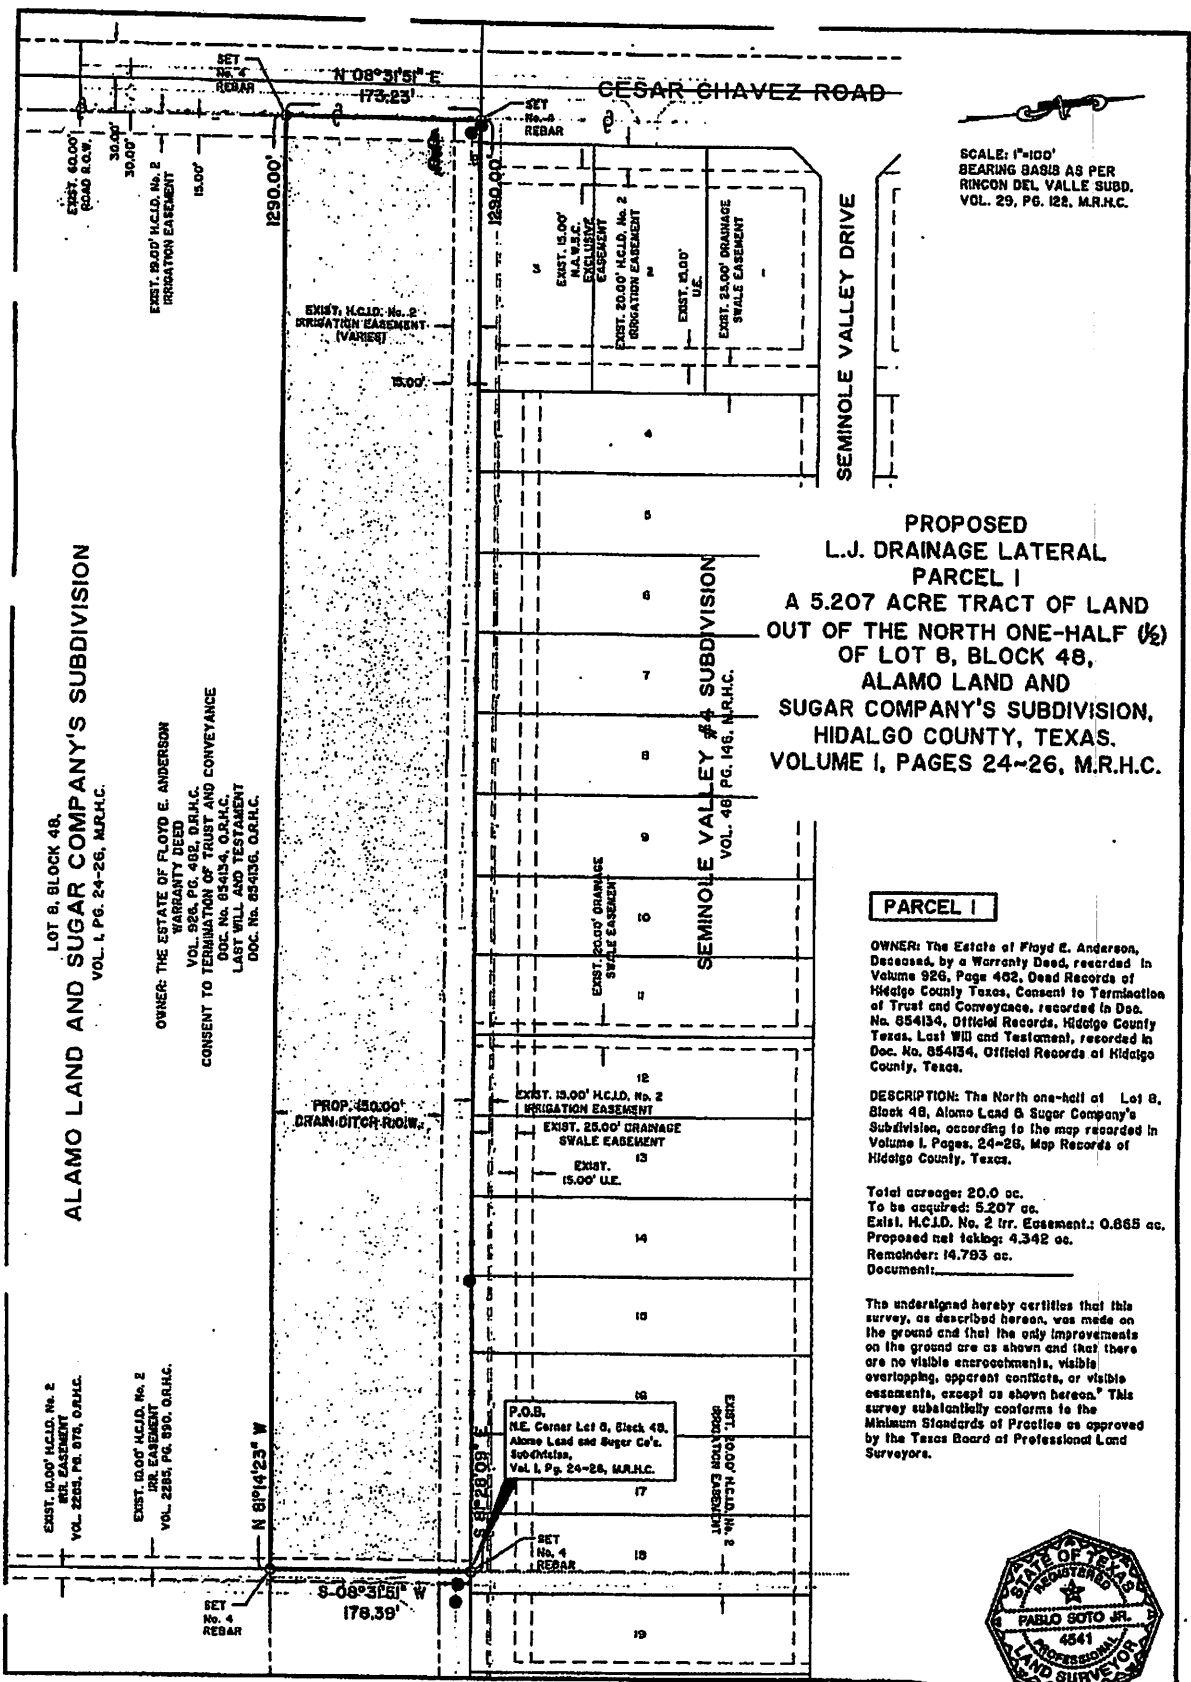 SET
No. 4
REBAR
N 08°31'51" E
173.23'
SET
No. 4
REBAR
CESAR CHAVEZ ROAD
SCALE: 1"=100'
BEARING BASIS AS PER
RINCON DEL VALLE SUBD.
VOL. 29, PG. 122, M.R.H.C.
EXIST. 60.00'
ROAD R.O.W.
30.00'
30.00'
EXIST. 19.00' H.C.I.D. No. 2
IRRIGATION EASEMENT
15.00'
1290.00'
1290.00'
EXIST. H.C.I.D. No. 2
IRRIGATION EASEMENT
(VARIES)
15.00'
3
EXIST. 15.00'
N.A.W.S.C.
EXCLUSIVE
EASEMENT
EXIST. 20.00' H.C.I.D. No. 2
IRRIGATION EASEMENT
2
EXIST. 15.00'
U.E.
EXIST. 25.00' DRAINAGE
SWALE EASEMENT
1
SEMINOLE VALLEY DRIVE
4
5
6
7
8
9
10
11
12
13
14
15
16
17
18
19
SEMINOLE VALLEY #4 SUBDIVISION
VOL. 48, PG. 146, M.R.H.C.
PROPOSED
L.J. DRAINAGE LATERAL
PARCEL 1
A 5.207 ACRE TRACT OF LAND
OUT OF THE NORTH ONE-HALF (½)
OF LOT 8, BLOCK 48,
ALAMO LAND AND
SUGAR COMPANY'S SUBDIVISION,
HIDALGO COUNTY, TEXAS.
VOLUME 1, PAGES 24~26, M.R.H.C.
LOT 8, BLOCK 48,
ALAMO LAND AND SUGAR COMPANY'S SUBDIVISION
VOL. 1, PG. 24-26, M.R.H.C.
OWNER: THE ESTATE OF FLOYD E. ANDERSON
WARRANTY DEED
VOL. 926, PG. 482, D.R.H.C.
CONSENT TO TERMINATION OF TRUST AND CONVEYANCE
DOC. No. 854134, O.R.H.C.
LAST WILL AND TESTAMENT
DOC. No. 854136, O.R.H.C.
EXIST. 20.00' DRAINAGE
SWALE EASEMENT
PROP. 150.00'
DRAIN DITCH R.O.W.
EXIST. 15.00' H.C.I.D. No. 2
IRRIGATION EASEMENT
EXIST. 25.00' DRAINAGE
SWALE EASEMENT
EXIST.
15.00' U.E.
PARCEL 1
OWNER: The Estate of Floyd E. Anderson,
Deceased, by a Warranty Deed, recorded in
Volume 926, Page 482, Deed Records of
Hidalgo County Texas, Consent to Termination
of Trust and Conveyance, recorded in Doc.
No. 854134, Official Records, Hidalgo County
Texas, Last Will and Testament, recorded in
Doc. No. 854134, Official Records of Hidalgo
County, Texas.
DESCRIPTION: The North one-half of Lot 8,
Block 48, Alamo Land & Sugar Company's
Subdivision, according to the map recorded in
Volume 1, Pages, 24~26, Map Records of
Hidalgo County, Texas.
Total acreage: 20.0 ac.
To be acquired: 5.207 ac.
Exist. H.C.I.D. No. 2 Irr. Easement.: 0.865 ac.
Proposed net taking: 4.342 ac.
Remainder: 14.793 ac.
Document:
The undersigned hereby certifies that this
survey, as described hereon, was made on
the ground and that the only improvements
on the ground are as shown and that there
are no visible encroachments, visible
overlapping, apparent conflicts, or visible
easements, except as shown hereon." This
survey substantially conforms to the
Minimum Standards of Practice as approved
by the Texas Board of Professional Land
Surveyors.
EXIST. 10.00' H.C.I.D. No. 2
IRR. EASEMENT
VOL. 2285, PG. 878, O.R.H.C.
EXIST. 10.00' H.C.I.D. No. 2
IRR. EASEMENT
VOL. 2285, PG. 890, O.R.H.C.
N 81°14'23" W
S 81°28'09" E
P.O.B.
N.E. Corner Lot 8, Block 48,
Alamo Land and Sugar Co's.
Subdivision,
Vol. 1, Pg. 24-26, M.R.H.C.
EXIST. 20.00' H.C.I.D. No. 2
IRRIGATION EASEMENT
SET
No. 4
REBAR
S 08°31'51" W
178.39'
SET
No. 4
REBAR
STATE OF TEXAS
REGISTERED
PABLO SOTO JR.
4541
PROFESSIONAL
LAND SURVEYOR